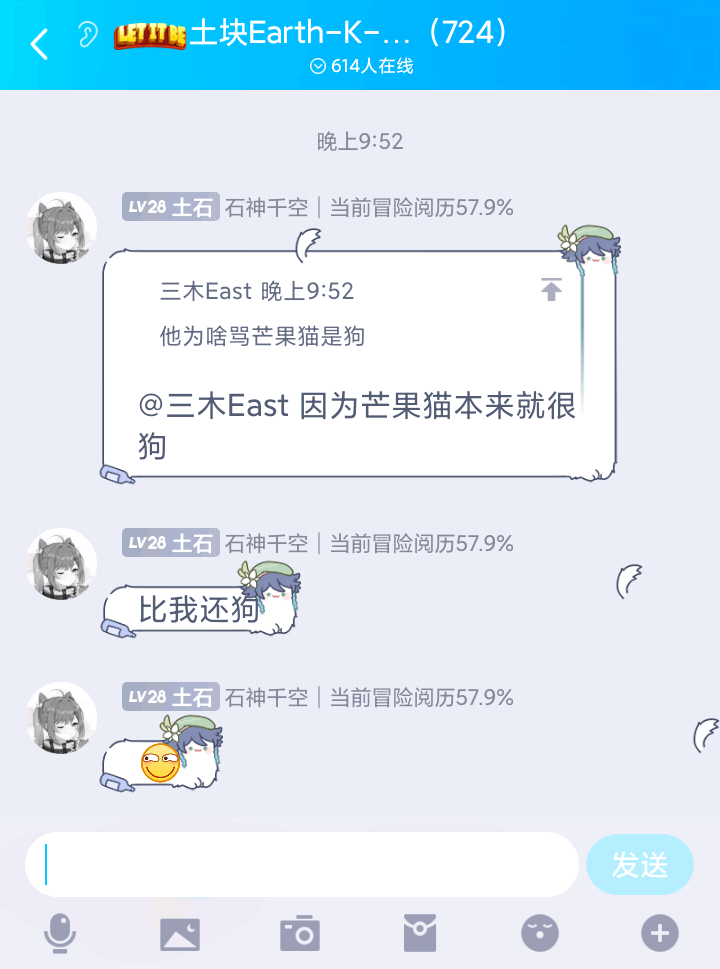 LET IT BE土块Earth-K-...（724）
614人在线
晚上9:52
LV28 土石 石神千空｜当前冒险阅历57.9%
三木East 晚上9:52
他为啥骂芒果猫是狗
@三木East 因为芒果猫本来就很
狗
LV28 土石 石神千空｜当前冒险阅历57.9%
比我还狗
LV28 土石 石神千空｜当前冒险阅历57.9%
发送